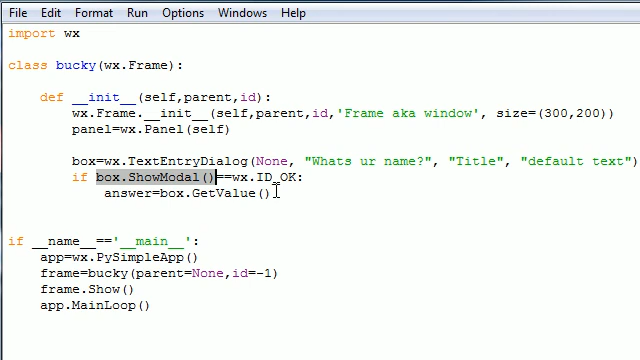 File Edit Format Run Options Windows Help
import wx
class bucky(wx.Frame):
def __init__(self,parent,id):
wx.Frame.__init__(self,parent,id,'Frame aka window', size=(300,200))
panel=wx.Panel(self)
box=wx.TextEntryDialog(None, "Whats ur name?", "Title", "default text")
if box.ShowModal()==wx.ID_OK:
answer=box.GetValue()
if __name__=='__main__':
app=wx.PySimpleApp()
frame=bucky(parent=None,id=-1)
frame.Show()
app.MainLoop()